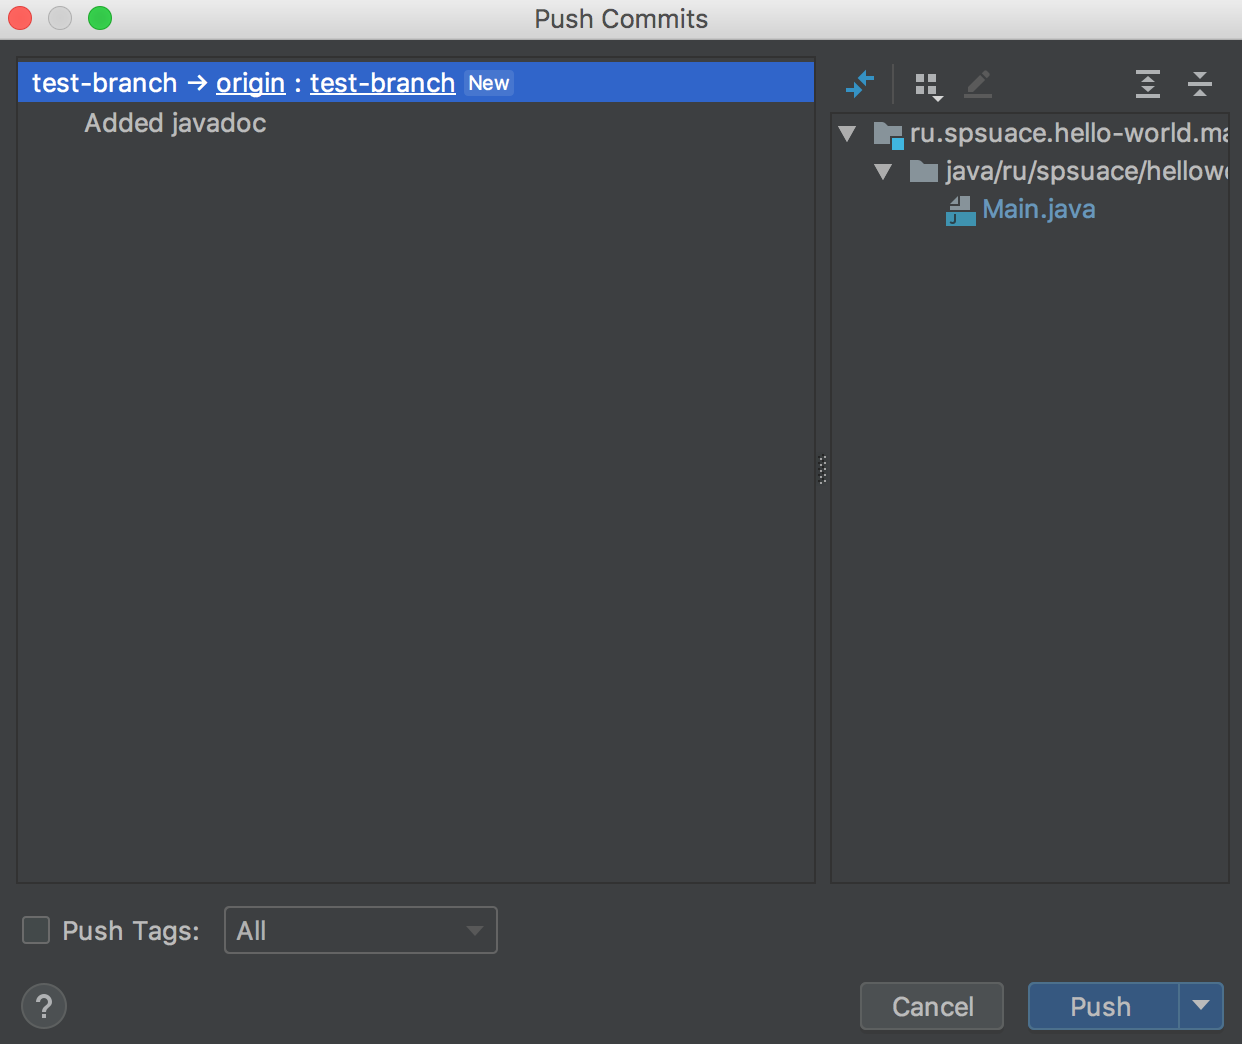 Push Commits
test-branch → origin : test-branch New
Added javadoc
ru.spsuace.hello-world.ma
java/ru/spsuace/hellow
Main.java
Push Tags:
All
?
Cancel
Push